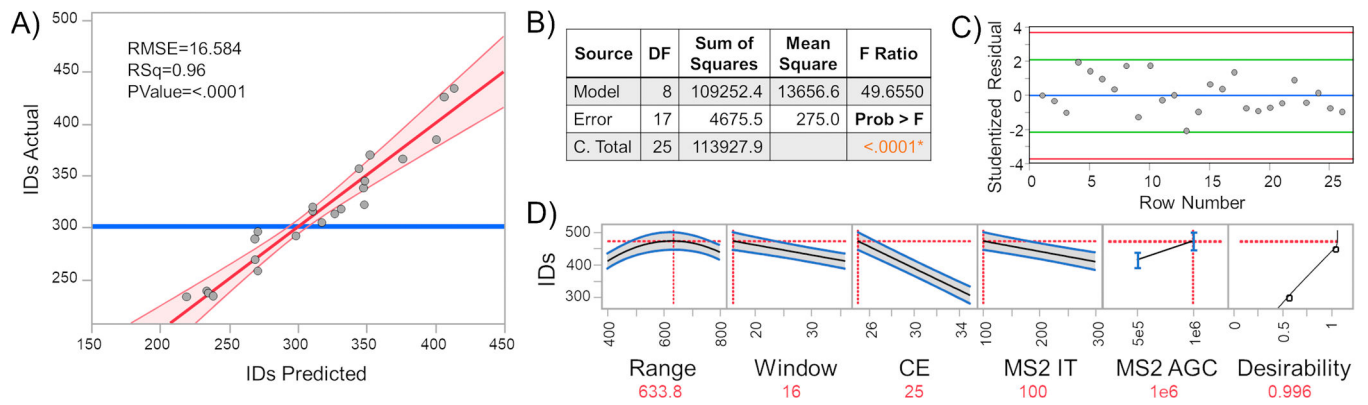 A)
500
450
400
350
300
250
150 200 250 300 350 400 450 500
IDs Actual
IDs Predicted
RMSE=16.584
RSq=0.96
PValue=<.0001
B)
Source DF Sum of Squares Mean Square F Ratio
Model 8 109252.4 13656.6 49.6550
Error 17 4675.5 275.0 Prob > F
C. Total 25 113927.9 <.0001*
C)
Studentized Residual
4
2
0
-2
-4
0 5 10 15 20 25
Row Number
D)
IDs
500
400
300
400 600 800 20 30 26 30 34 100 200 300 5e5 1e6 0 0.5 1
Range Window CE MS2 IT MS2 AGC Desirability
633.8 16 25 100 1e6 0.996